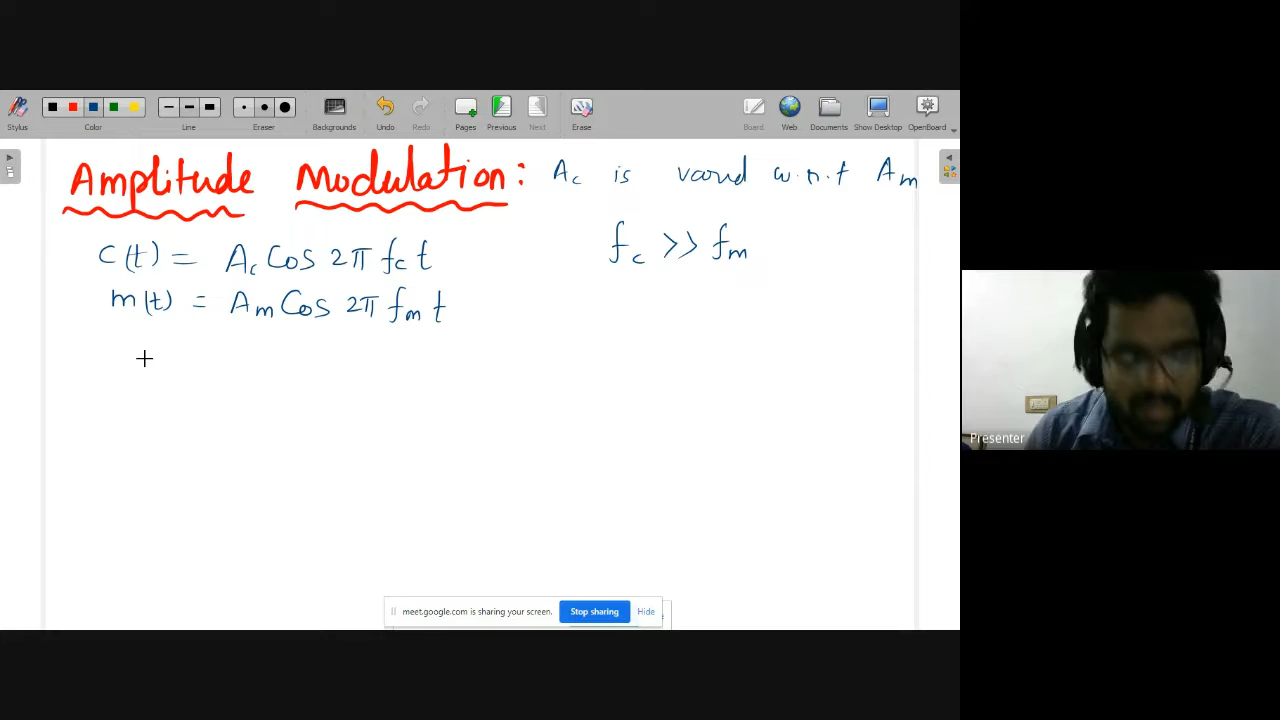 Stylus Color Line Eraser Backgrounds Undo Redo Pages Previous Next Erase Board Web Documents Show Desktop OpenBoard
Amplitude Modulation: Ac is varied w.r.t Am
fc >> fm
c(t) = Ac Cos 2π fc t
m(t) = Am Cos 2π fm t
Presenter
meet.google.com is sharing your screen. Stop sharing Hide